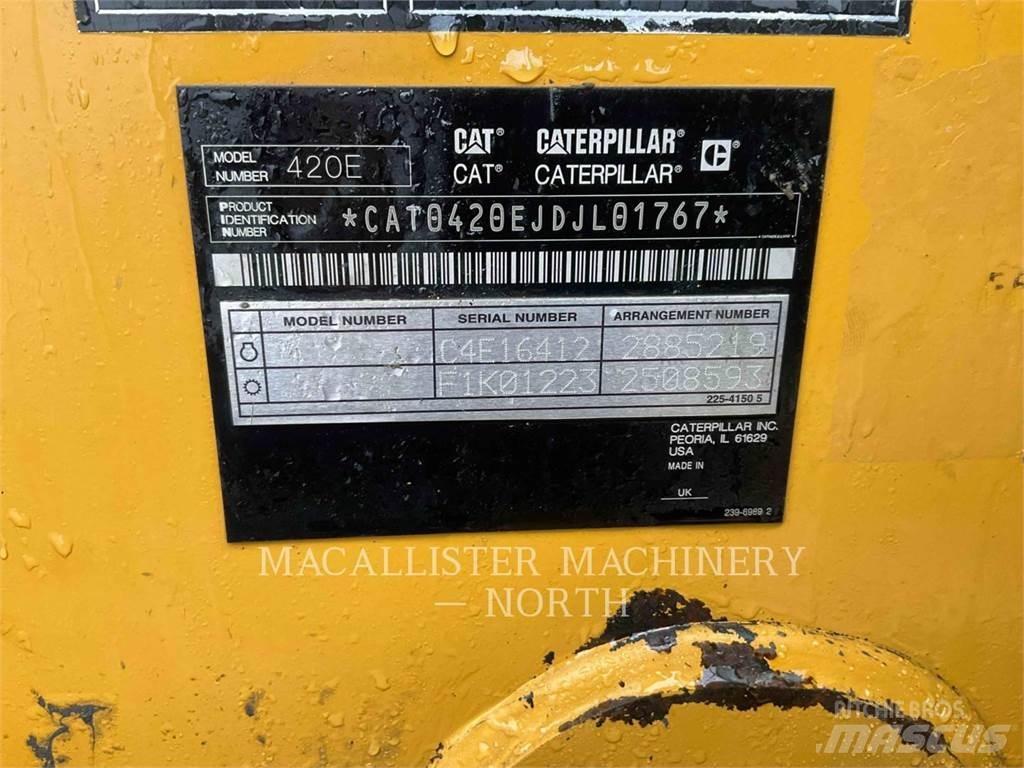 CAT® CATERPILLAR®
CAT® CATERPILLAR®
C ®
MODEL NUMBER 420E
PRODUCT IDENTIFICATION NUMBER *CAT0420EJDJL01767*
MODEL NUMBER SERIAL NUMBER ARRANGEMENT NUMBER
C4E16412 2885219
F1K01223 2508593
225-4150 5
CATERPILLAR INC.
PEORIA, IL 61629
USA
MADE IN
UK
239-6989 2
MACALLISTER MACHINERY
— NORTH —
RITCHIE BROS.
MASCUS